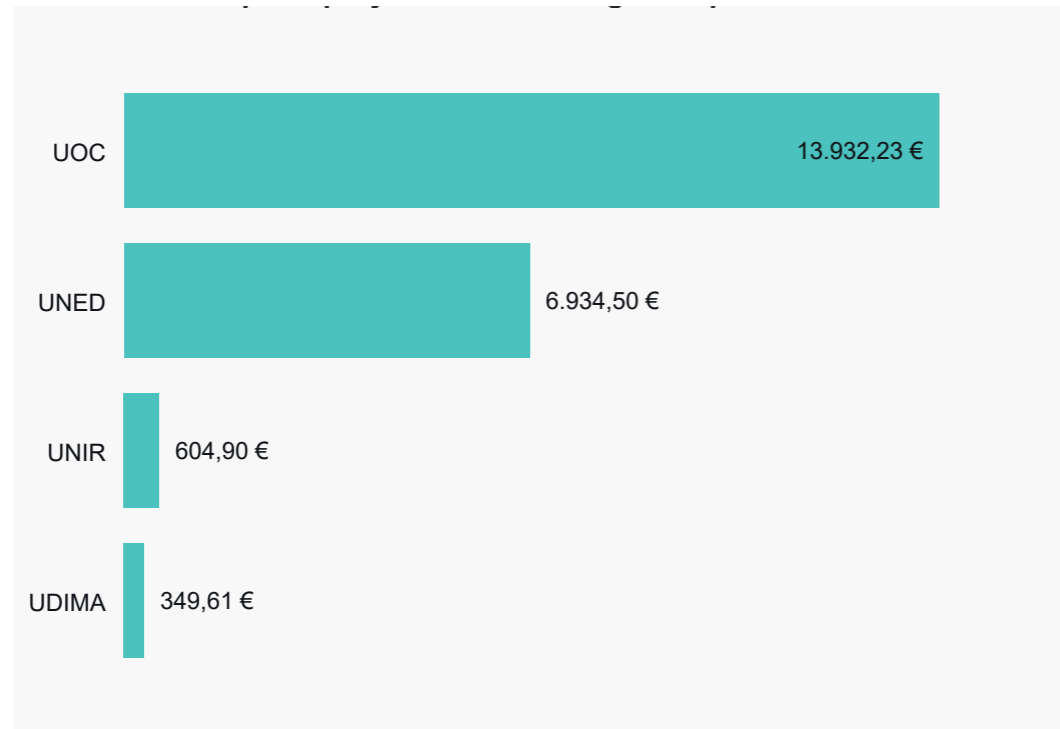 UOC 13.932,23 €
UNED 6.934,50 €
UNIR 604,90 €
UDIMA 349,61 €